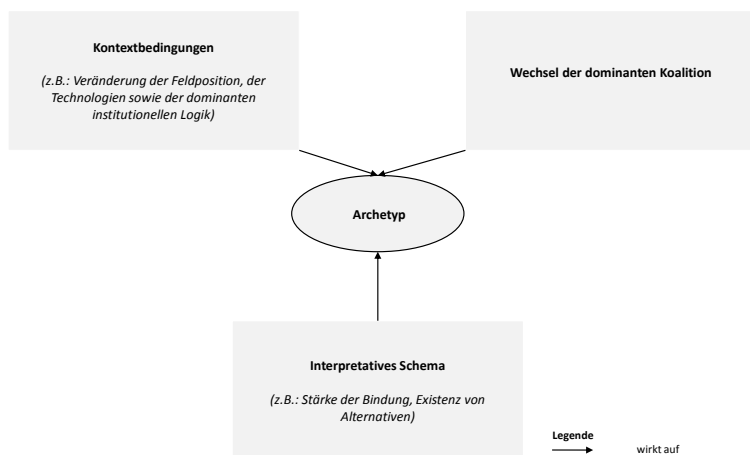 Kontextbedingungen
(z.B.: Veränderung der Feldposition, der
Technologien sowie der dominanten
institutionellen Logik)
Wechsel der dominanten Koalition
Archetyp
Interpretatives Schema
(z.B.: Stärke der Bindung, Existenz von
Alternativen)
Legende
wirkt auf